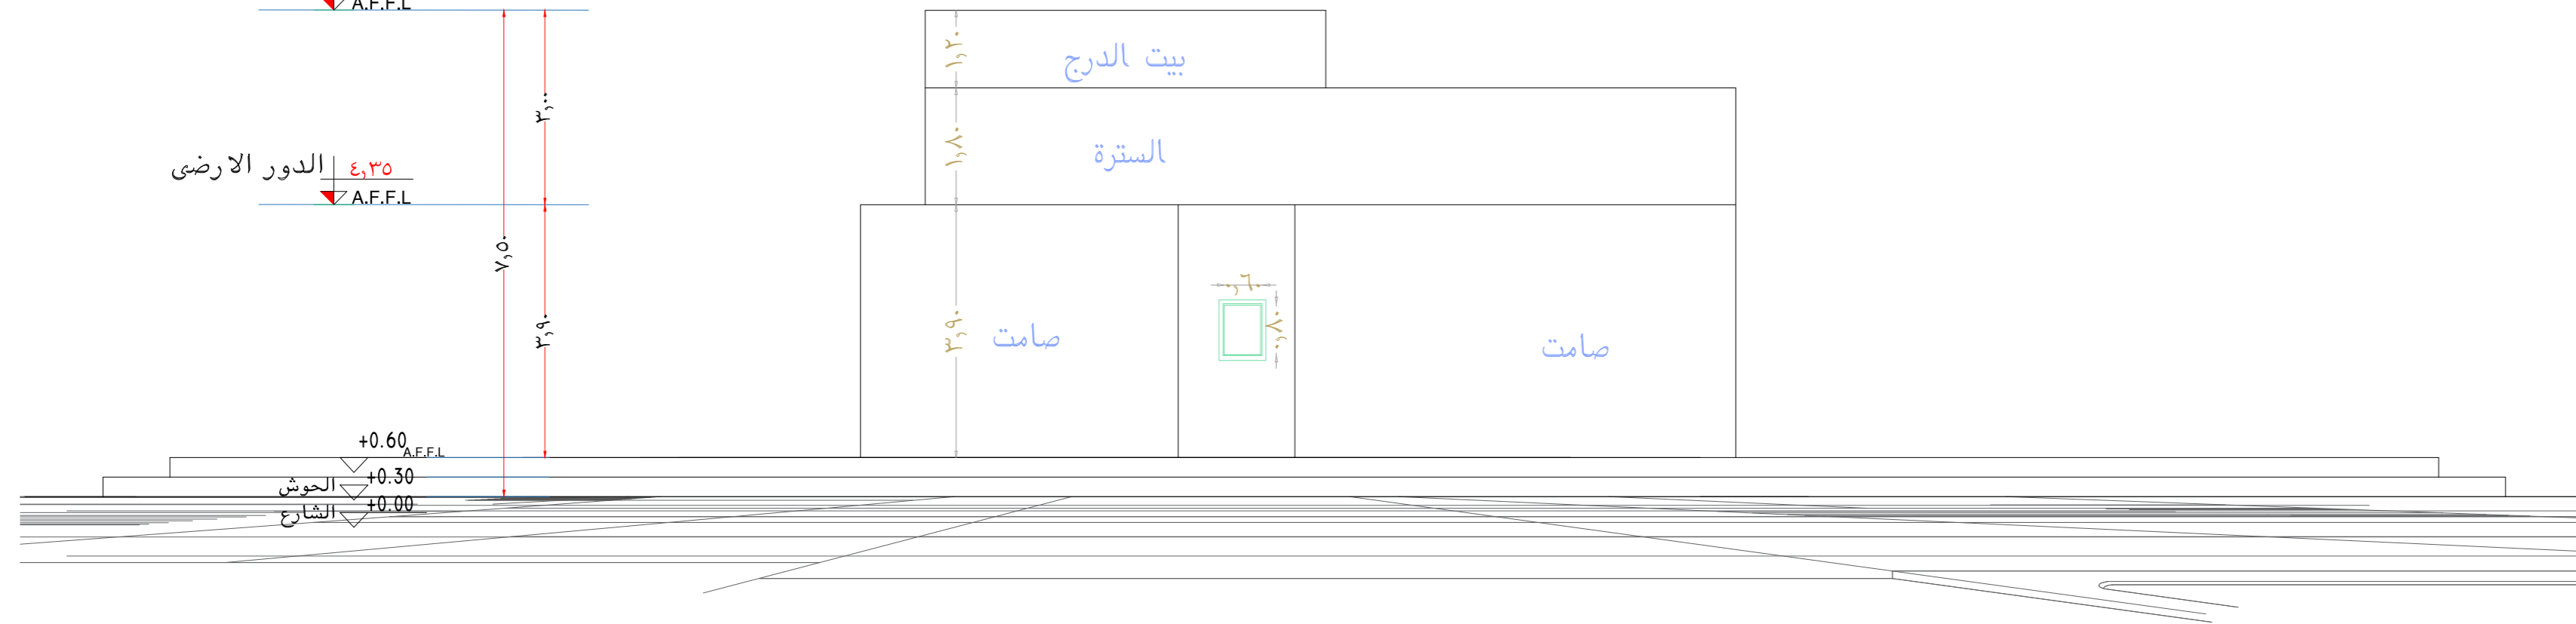 A.F.F.L
١,٢٠
بيت الدرج
٣,٠٠
١,٨٠
السترة
الدور الارضى ٤,٣٥
A.F.F.L
٧,٥٠
٠,٦٠
٠,٨٠
٣,٩٠
٣,٩٠
صامت
صامت
+0.60
A.F.F.L
الحوش +0.30
الشارع +0.00